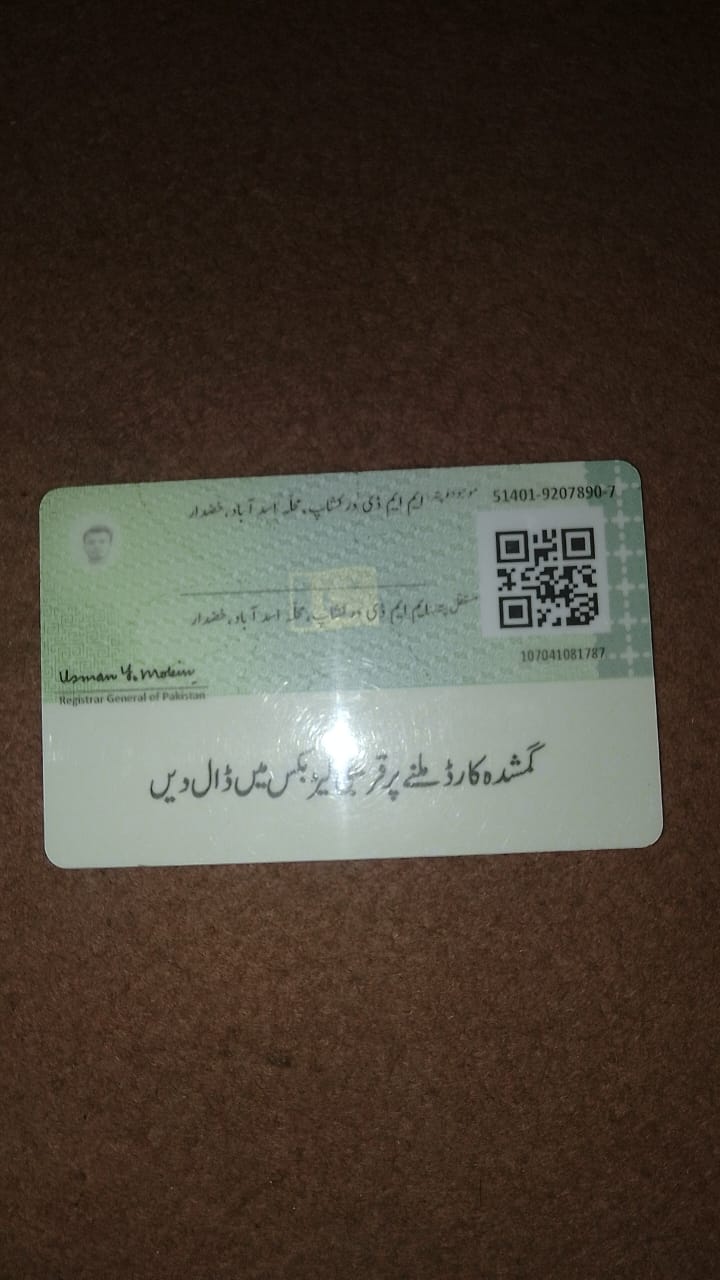 51401-9207890-7
موجودہ پتہ: ایم ایم ڈی ورکشاپ، محلہ اسد آباد، خضدار
مستقل پتہ: ایم ایم ڈی ورکشاپ، محلہ اسد آباد، خضدار
107041081787
Usman Y. Mobin
Registrar General of Pakistan
گمشدہ کارڈ ملنے پر قریبی لیٹر بکس میں ڈال دیں